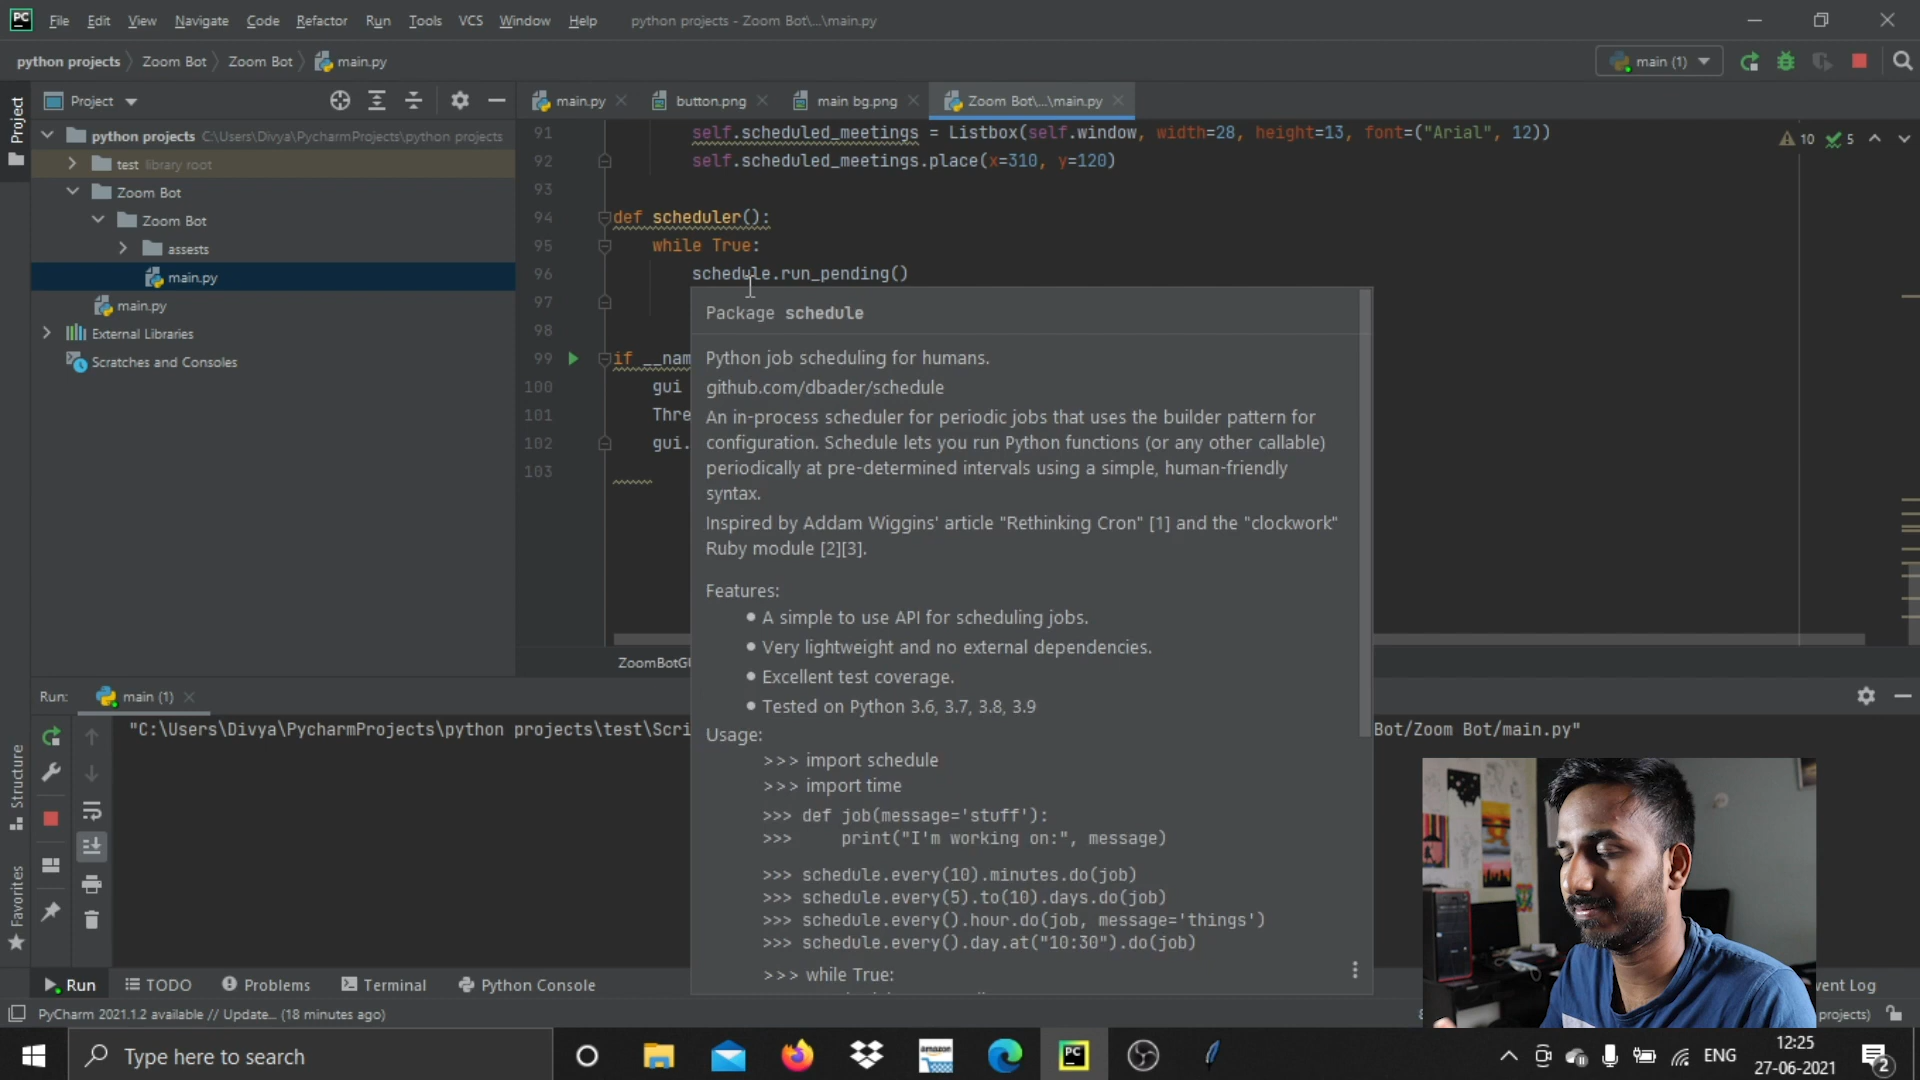 File Edit View Navigate Code Refactor Run Tools VCS Window Help python projects - Zoom Bot\...\main.py
python projects Zoom Bot Zoom Bot main.py main (1)
Project
Project
main.py button.png main bg.png Zoom Bot\...\main.py
python projects C:\Users\Divya\PycharmProjects\python projects
test library root
Zoom Bot
Zoom Bot
assests
main.py
main.py
External Libraries
Scratches and Consoles
10 5
91 self.scheduled_meetings = Listbox(self.window, width=28, height=13, font=("Arial", 12))
92 self.scheduled_meetings.place(x=310, y=120)
93
94 def scheduler():
95 while True:
96 schedule.run_pending()
97
98
99 if __nam
100 gui
101 Thre
102 gui.
103
ZoomBotGU
Package schedule
Python job scheduling for humans.
github.com/dbader/schedule
An in-process scheduler for periodic jobs that uses the builder pattern for
configuration. Schedule lets you run Python functions (or any other callable)
periodically at pre-determined intervals using a simple, human-friendly
syntax.
Inspired by Addam Wiggins' article "Rethinking Cron" [1] and the "clockwork"
Ruby module [2][3].
Features:
• A simple to use API for scheduling jobs.
• Very lightweight and no external dependencies.
• Excellent test coverage.
• Tested on Python 3.6, 3.7, 3.8, 3.9
Usage:
>>> import schedule
>>> import time
>>> def job(message='stuff'):
>>> print("I'm working on:", message)
>>> schedule.every(10).minutes.do(job)
>>> schedule.every(5).to(10).days.do(job)
>>> schedule.every().hour.do(job, message='things')
>>> schedule.every().day.at("10:30").do(job)
>>> while True:
Run: main (1)
"C:\Users\Divya\PycharmProjects\python projects\test\Scri Bot/Zoom Bot/main.py"
Structure
Favorites
Run TODO Problems Terminal Python Console vent Log
PyCharm 2021.1.2 available // Update... (18 minutes ago) projects)
Type here to search
amazon
PC
ENG
12:25
27-06-2021
2